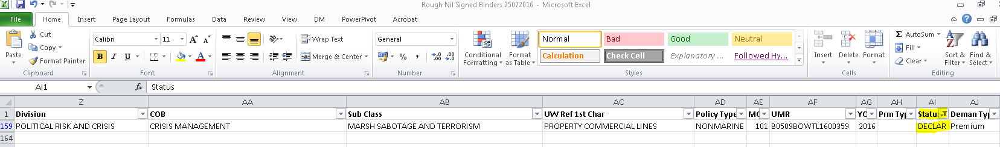 Rough Nil Signed Binders 25072016 - Microsoft Excel
File Home Insert Page Layout Formulas Data Review View DM PowerPivot Acrobat
Paste
Cut
Copy
Format Painter
Clipboard
Calibri 11 A A
B I U A
Font
Wrap Text
Merge & Center
Alignment
General
% , .00 .0
Number
Conditional Formatting
Format as Table
Normal Bad Good Neutral
Calculation Check Cell Explanatory ... Followed Hy...
Styles
Insert Delete Format
Cells
Σ AutoSum
Fill
Clear
Sort & Filter
Find & Select
Editing
AI1 fx Status
Z AA AB AC AD AE AF AG AH AI AJ
1 Division COB Sub Class UW Ref 1st Char Policy Type UMR Prm Typ Statu Deman Typ
159 POLITICAL RISK AND CRISIS CRISIS MANAGEMENT MARSH SABOTAGE AND TERRORISM PROPERTY COMMERCIAL LINES NONMARINE 101 B0509BOWTL1600359 2016 DECLAR Premium
164